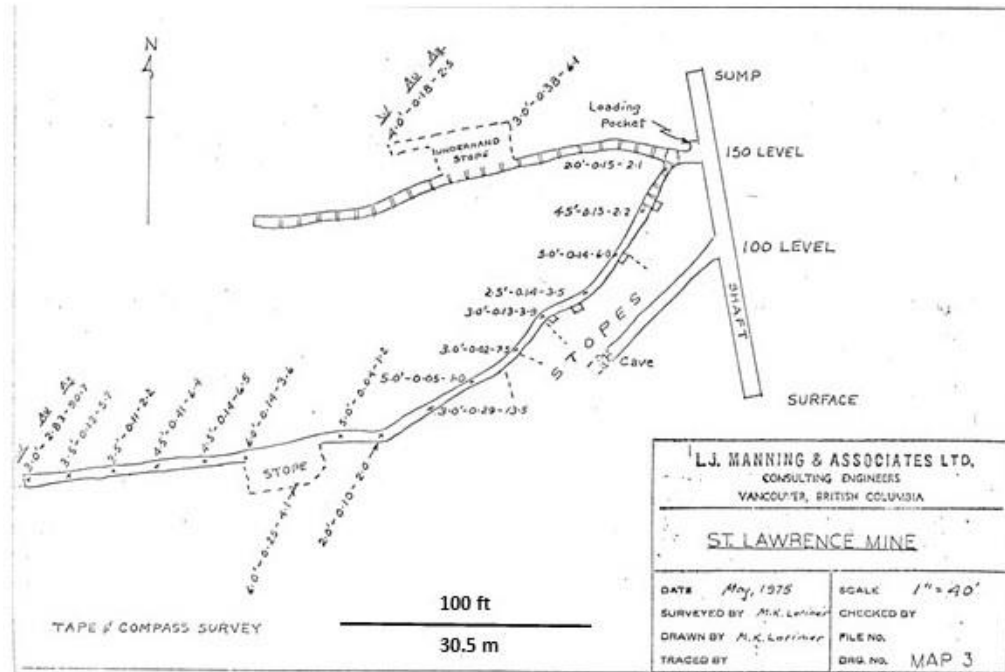 N
SUMP
Loading
Pocket
150 LEVEL
100 LEVEL
SHAFT
SURFACE
W Au Ag
4.0'-0.18-2.5
3.0'-0.38-6.1
UNDERHAND
STOPE
2.0'-0.15-2.1
4.5'-0.13-2.2
5.0'-0.14-6.0
2.5'-0.14-3.5
3.0'-0.13-3.9
3.0'-0.02-7.5
5.0'-0.05-1.0
3.0'-0.29-13.5
STOPES
Cave
W Au Ag
3.0'-2.83-90.7
3.5'-0.12-5.7
2.5'-0.11-2.2
4.5'-0.41-6.4
4.5'-0.14-6.5
6.0'-0.14-3.6
5.0'-0.04-1.2
STOPE
6.0'-0.25-4.1
2.0'-0.10-2.0
100 ft
30.5 m
TAPE & COMPASS SURVEY
L.J. MANNING & ASSOCIATES LTD.
CONSULTING ENGINEERS
VANCOUVER, BRITISH COLUMBIA
ST. LAWRENCE MINE
DATE May, 1975
SCALE 1"=40'
SURVEYED BY M.K. Lorimer
CHECKED BY
DRAWN BY M.K. Lorimer
FILE NO.
TRACED BY
DRG. NO. MAP 3